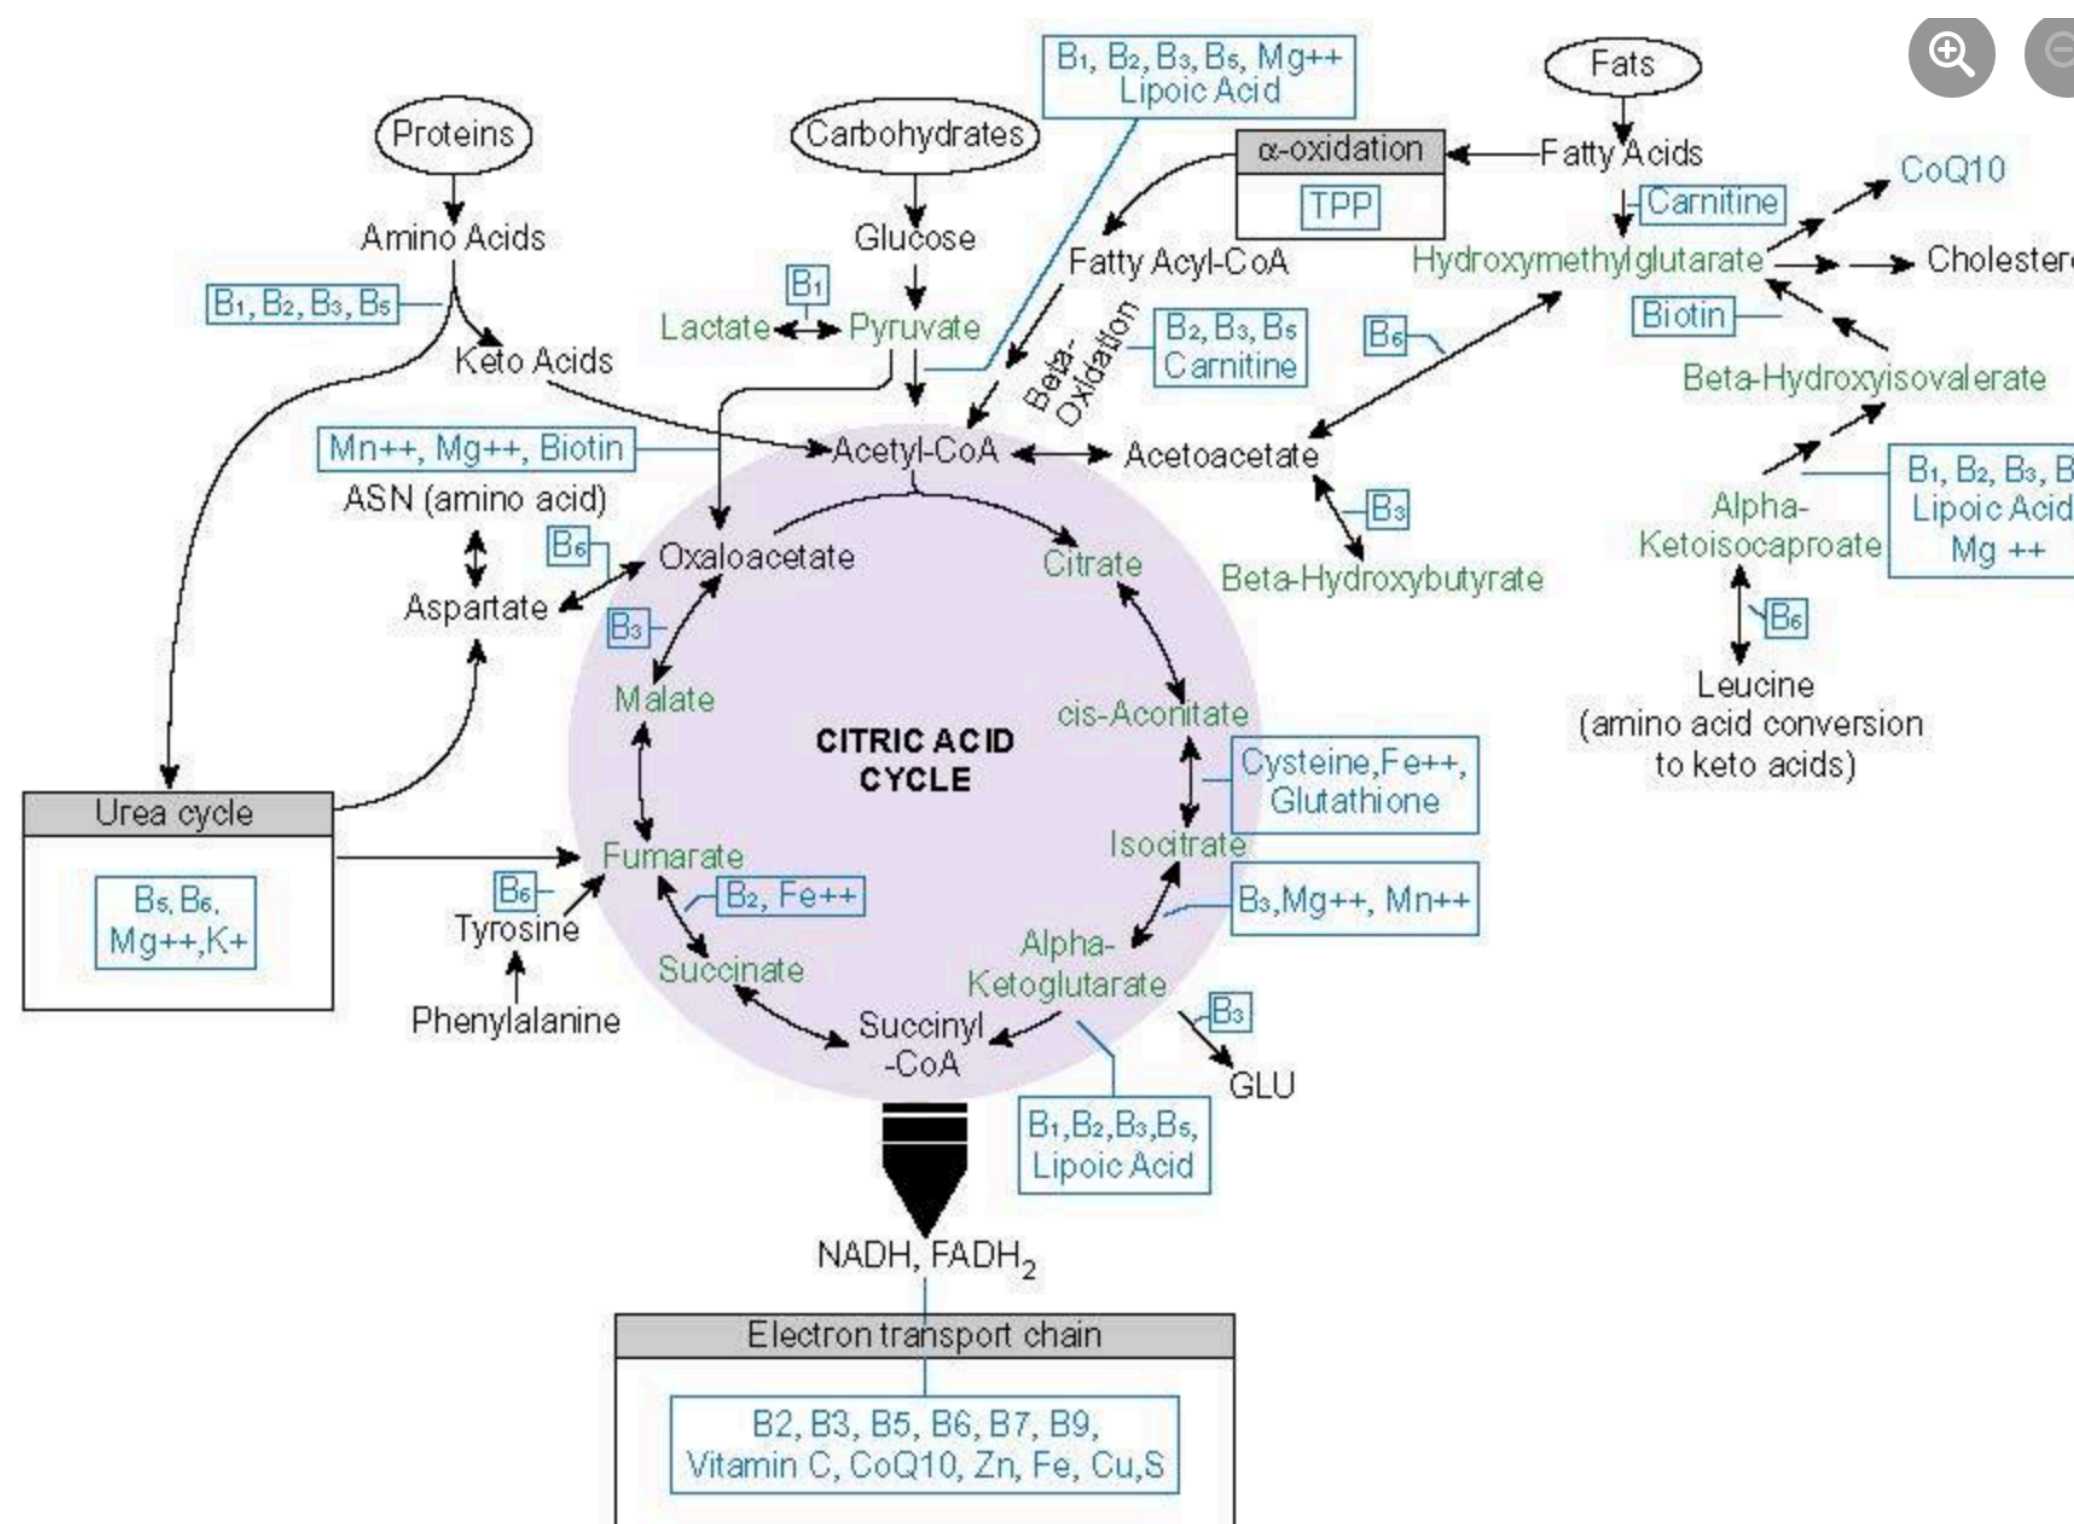 Proteins
Carbohydrates
B1, B2, B3, B5, Mg++
Lipoic Acid
Fats
α-oxidation
TPP
Fatty Acids
CoQ10
Carnitine
Amino Acids
Glucose
Fatty Acyl-CoA
Hydroxymethylglutarate
B1, B2, B3, B5
B1
Lactate
Pyruvate
Beta-
Oxidation
B2, B3, B5
Carnitine
B6
Biotin
Keto Acids
Beta-Hydroxyisovalerate
Mn++, Mg++, Biotin
Acetyl-CoA
Acetoacetate
B1, B2, B3,
Lipoic Acid
Mg ++
ASN (amino acid)
B3
Alpha-
Ketoisocaproate
B6
Oxaloacetate
Citrate
Beta-Hydroxybutyrate
Aspartate
B3
B6
Leucine
(amino acid conversion
to keto acids)
Malate
cis-Aconitate
CITRIC ACID
CYCLE
Cysteine,Fe++,
Glutathione
Urea cycle
B5, B6,
Mg++,K+
Fumarate
Isocitrate
B6
B2, Fe++
B3,Mg++, Mn++
Tyrosine
Succinate
Alpha-
Ketoglutarate
Phenylalanine
Succinyl
-CoA
B3
GLU
B1,B2,B3,B5,
Lipoic Acid
NADH, FADH2
Electron transport chain
B2, B3, B5, B6, B7, B9,
Vitamin C, CoQ10, Zn, Fe, Cu,S